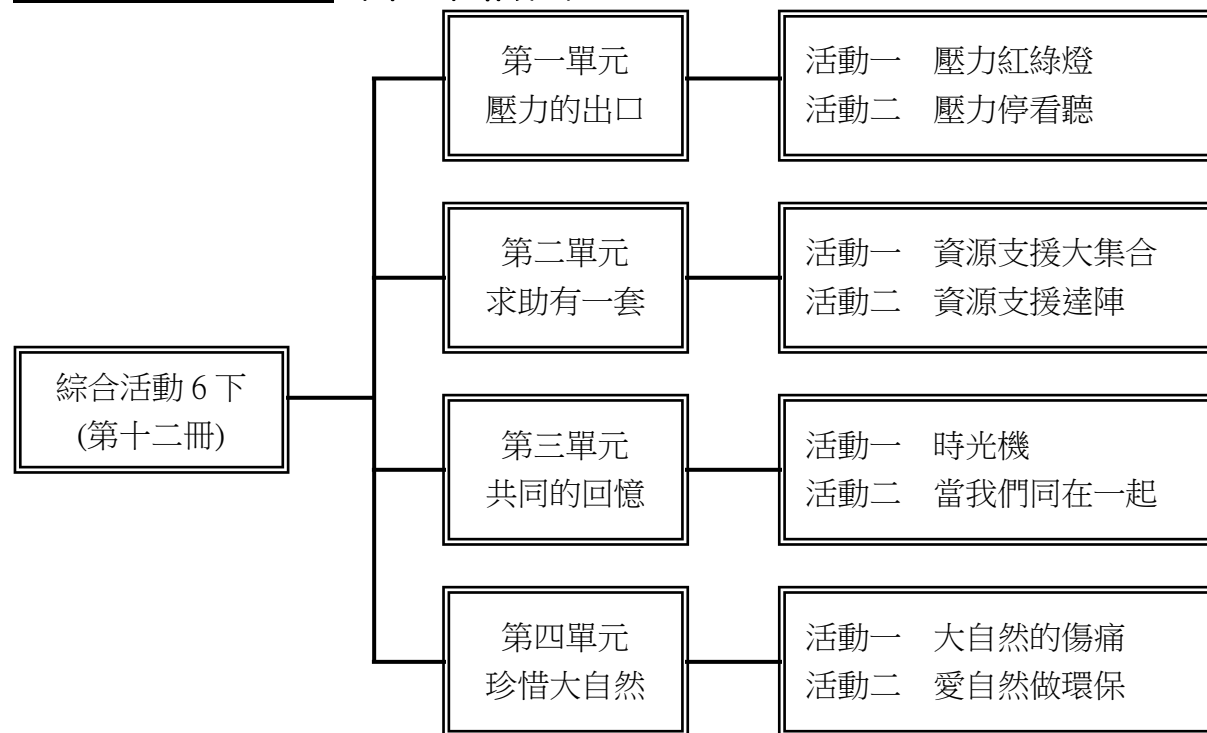 第一單元
壓力的出口
活動一　壓力紅綠燈
活動二　壓力停看聽
第二單元
求助有一套
活動一　資源支援大集合
活動二　資源支援達陣
綜合活動 6 下
(第十二冊)
第三單元
共同的回憶
活動一　時光機
活動二　當我們同在一起
第四單元
珍惜大自然
活動一　大自然的傷痛
活動二　愛自然做環保